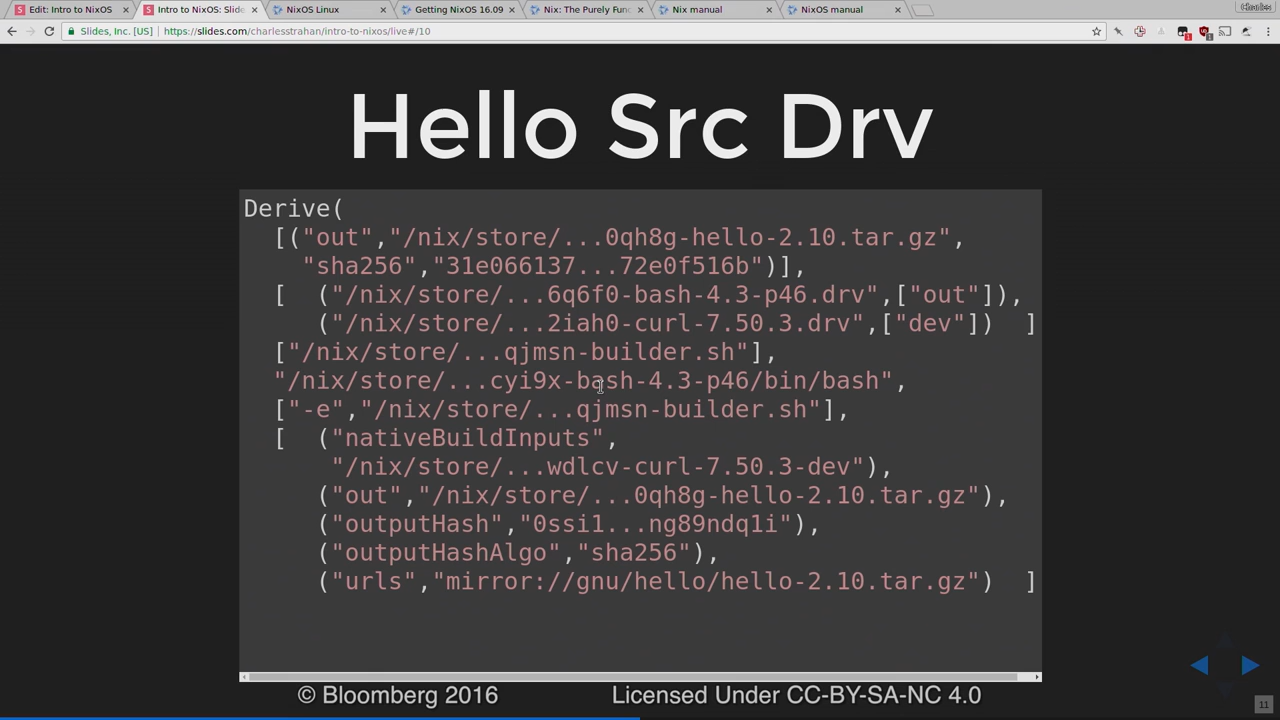 Edit: Intro to NixOS
Intro to NixOS: Slide
NixOS Linux
Getting NixOS 16.09
Nix: The Purely Func
Nix manual
NixOS manual
Charles
Slides, Inc. [US]
https://slides.com/charlesstrahan/intro-to-nixos/live#/10
Hello Src Drv
Derive(
[("out","/nix/store/...0qh8g-hello-2.10.tar.gz",
"sha256","31e066137...72e0f516b")],
[ ("/nix/store/...6q6f0-bash-4.3-p46.drv",["out"]),
("/nix/store/...2iah0-curl-7.50.3.drv",["dev"]) ]
["/nix/store/...qjmsn-builder.sh"],
"/nix/store/...cyi9x-bash-4.3-p46/bin/bash",
["-e","/nix/store/...qjmsn-builder.sh"],
[ ("nativeBuildInputs",
"/nix/store/...wdlcv-curl-7.50.3-dev"),
("out","/nix/store/...0qh8g-hello-2.10.tar.gz"),
("outputHash","0ssi1...ng89ndq1i"),
("outputHashAlgo","sha256"),
("urls","mirror://gnu/hello/hello-2.10.tar.gz") ]
© Bloomberg 2016
Licensed Under CC-BY-SA-NC 4.0
11